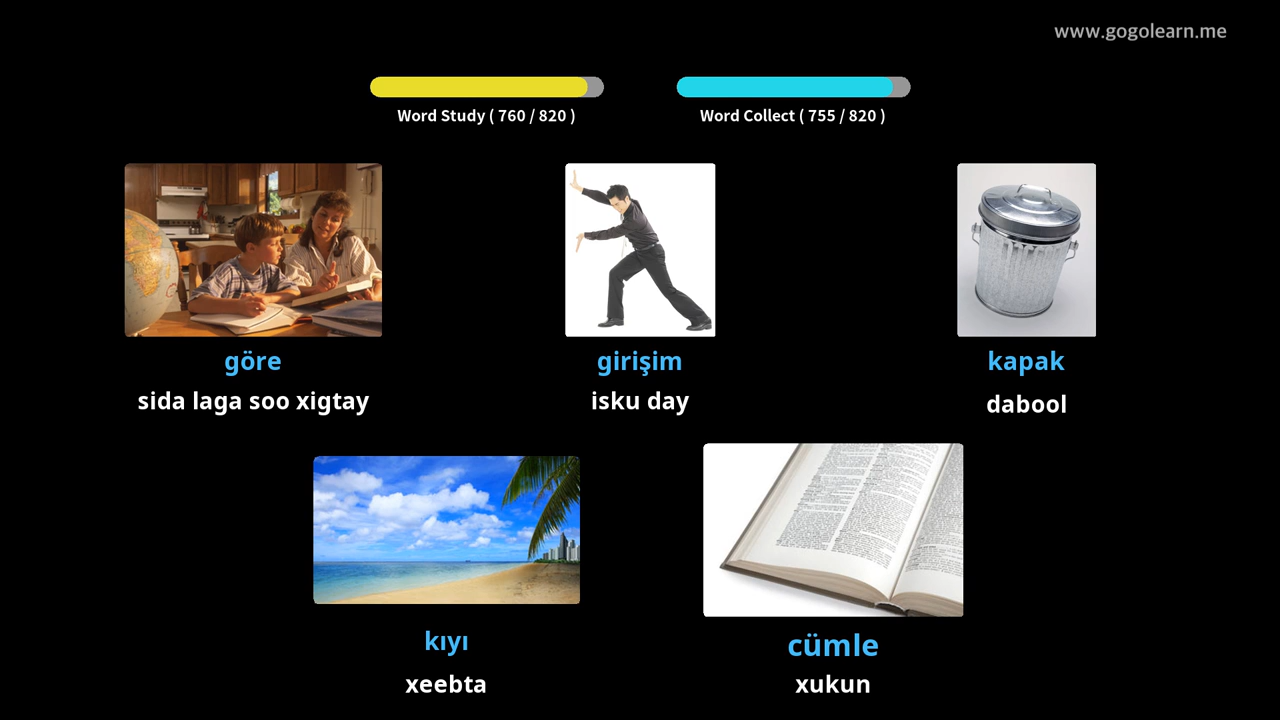 www.gogolearn.me
Word Study ( 760 / 820 )
Word Collect ( 755 / 820 )
göre
sida laga soo xigtay
girişim
isku day
kapak
dabool
kıyı
xeebta
cümle
xukun